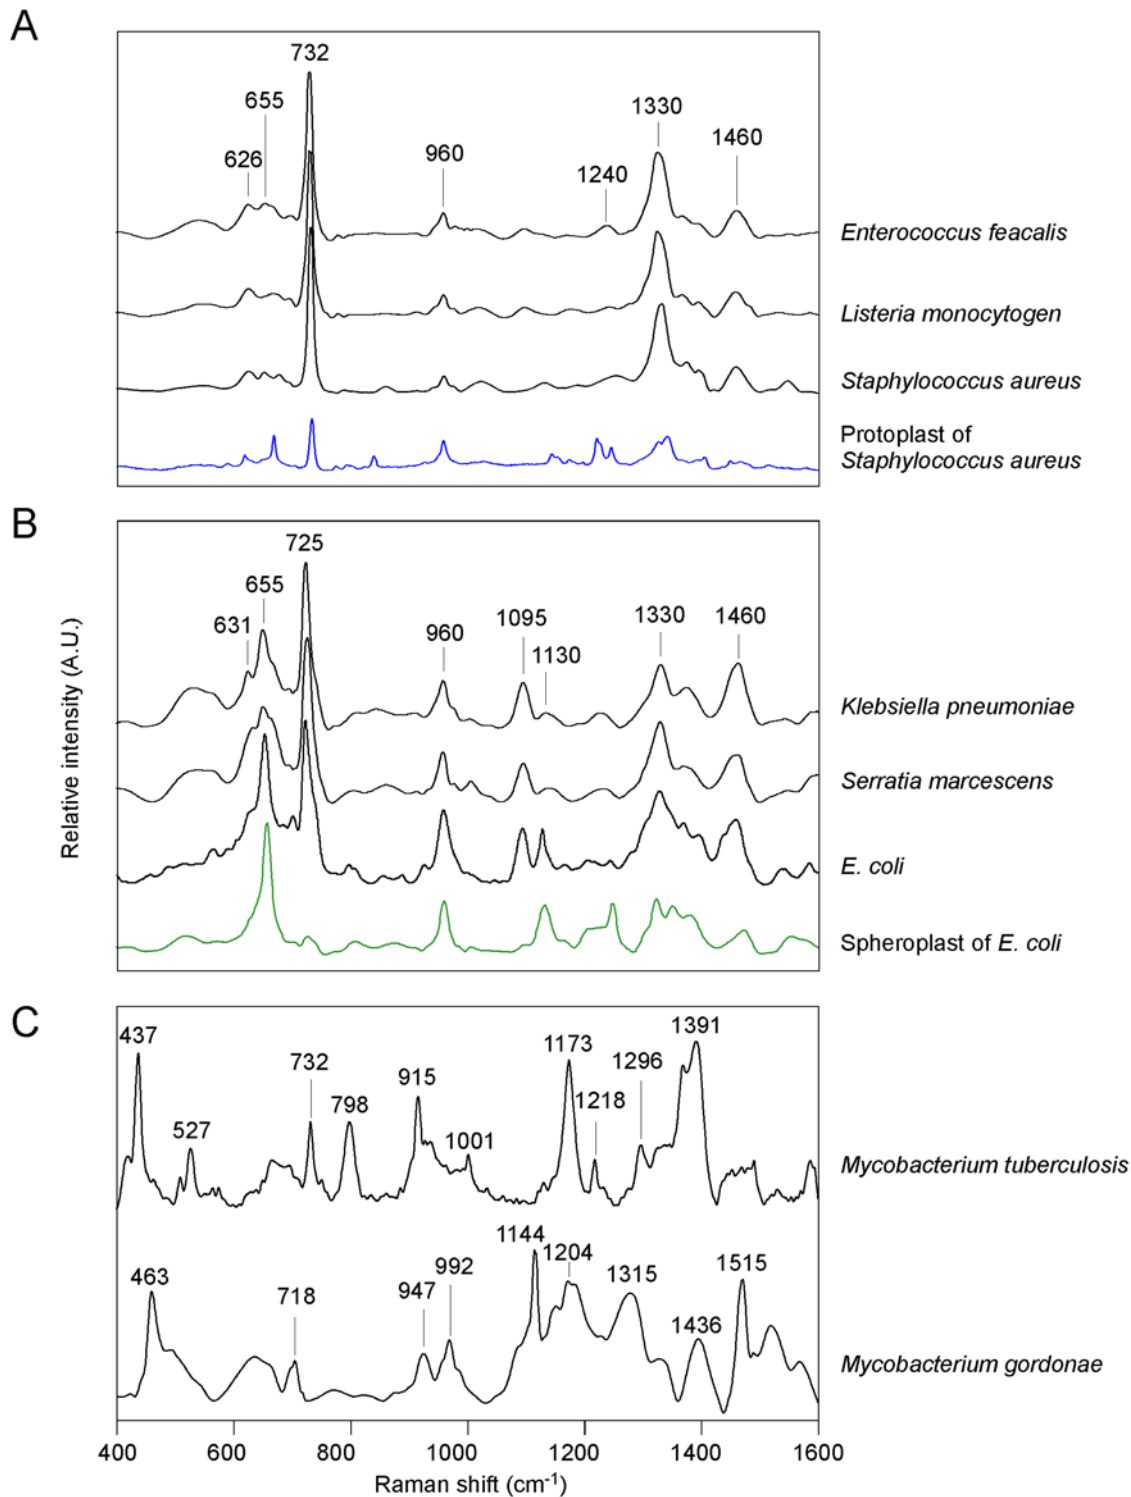 A
732
655
626
960
1240
1330
1460
Enterococcus feacalis
Listeria monocytogen
Staphylococcus aureus
Protoplast of
Staphylococcus aureus
B
725
655
631
960
1095
1130
1330
1460
Klebsiella pneumoniae
Serratia marcescens
E. coli
Spheroplast of E. coli
Relative intensity (A.U.)
C
437
527
732
798
915
1001
1173
1218
1296
1391
Mycobacterium tuberculosis
463
718
947
992
1144
1204
1315
1436
1515
Mycobacterium gordonae
400 600 800 1000 1200 1400 1600
Raman shift (cm-1)